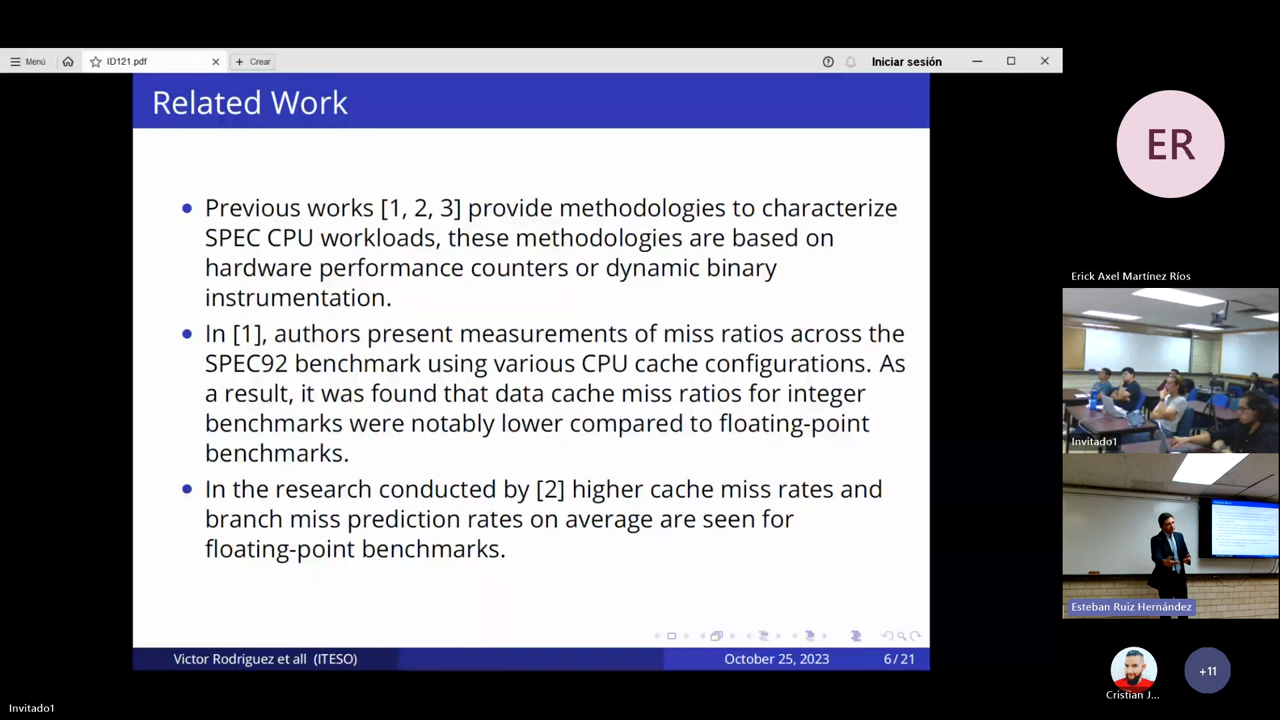 Menú
ID121.pdf
+ Crear
Iniciar sesión
Related Work
Previous works [1, 2, 3] provide methodologies to characterize
SPEC CPU workloads, these methodologies are based on
hardware performance counters or dynamic binary
instrumentation.
In [1], authors present measurements of miss ratios across the
SPEC92 benchmark using various CPU cache configurations. As
a result, it was found that data cache miss ratios for integer
benchmarks were notably lower compared to floating-point
benchmarks.
In the research conducted by [2] higher cache miss rates and
branch miss prediction rates on average are seen for
floating-point benchmarks.
Victor Rodriguez et all (ITESO)
October 25, 2023
6 / 21
ER
Erick Axel Martínez Ríos
Invitado1
Esteban Ruiz Hernández
Cristian J...
+11
Invitado1